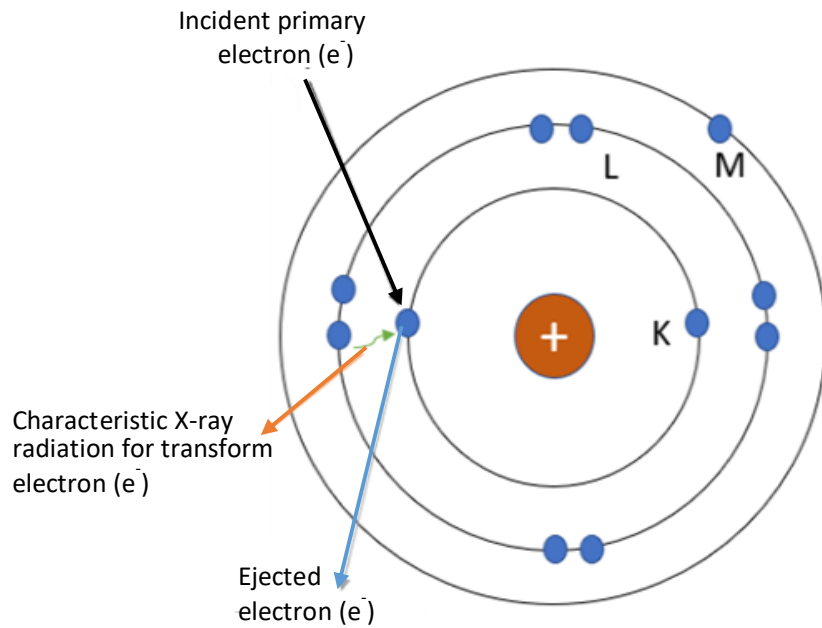 Incident primary
electron (e⁻)
L
M
+
K
Characteristic X-ray
radiation for transform
electron (e⁻)
Ejected
electron (e⁻)